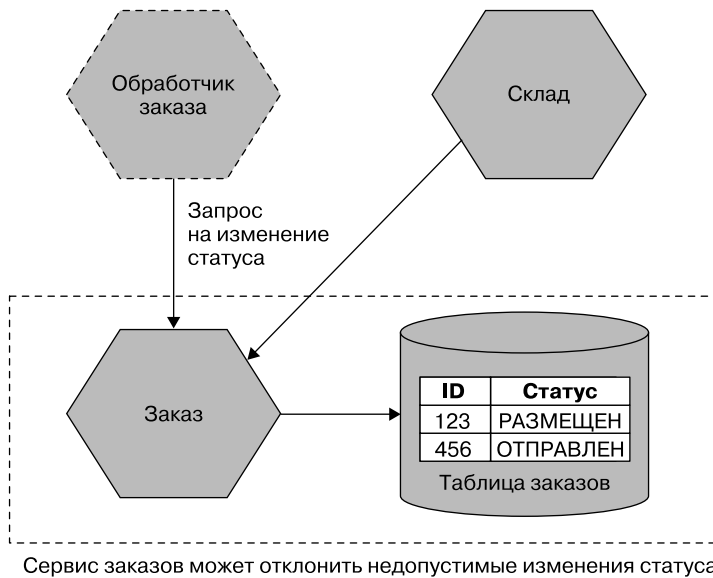 Обработчик
заказа
Склад
Запрос
на изменение
статуса
Заказ
ID Статус
123 РАЗМЕЩЕН
456 ОТПРАВЛЕН
Таблица заказов
Сервис заказов может отклонить недопустимые изменения статуса